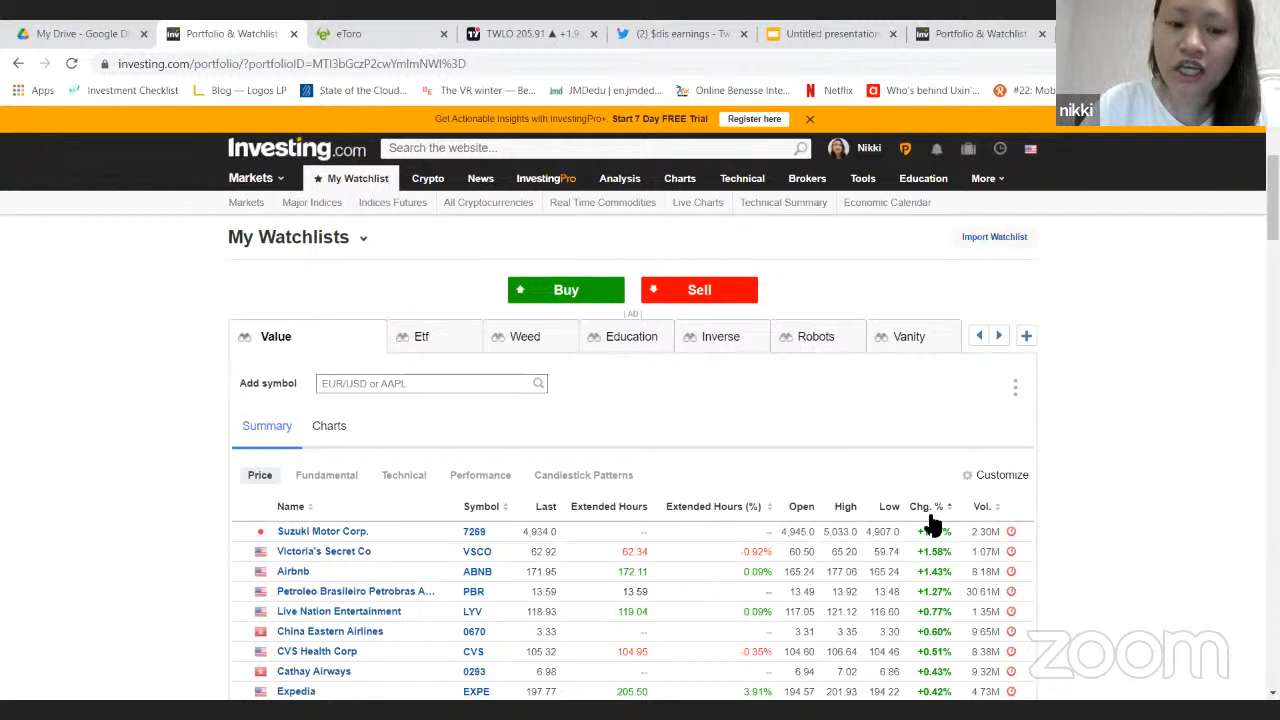 My Drive - Google Dr
Portfolio & Watchlist
eToro
TWLO 205.91 ▲ +1.9
(2) $dis earnings - Tw
Untitled presentation
Portfolio & Watchlist
investing.com/portfolio/?portfolioID=
Apps
Investment Checklist
Blog — Logos LP
State of the Cloud...
The VR winter — Be...
JMDedu | en.jmded...
Online Benesse inte...
Netflix
Who's behind Uxin'...
#22: Mob
nikki
Get Actionable Insights with InvestingPro+. Start 7 Day FREE Trial
Register here
Investing.com
Search the website...
Nikki
Markets
My Watchlist
Crypto
News
InvestingPro
Analysis
Charts
Technical
Brokers
Tools
Education
More
Markets
Major Indices
Indices Futures
All Cryptocurrencies
Real Time Commodities
Live Charts
Technical Summary
Economic Calendar
My Watchlists
Import Watchlist
Buy
Sell
[AD]
Value
Etf
Weed
Education
Inverse
Robots
Vanity
Add symbol
EUR/USD or AAPL
Summary
Charts
Price
Fundamental
Technical
Performance
Candlestick Patterns
Customize
Name Symbol Last Extended Hours Extended Hours (%) Open High Low Chg. % Vol.
Suzuki Motor Corp. 7269 4,934.0 -- -- 4,945.0 5,033.0 4,907.0 2.30M
Victoria's Secret Co VSCO 62.92 62.34 -0.92% 60.50 65.20 59.74 +1.58% 1.07M
Airbnb ABNB 171.95 172.11 0.09% 165.24 177.06 165.24 +1.43% 8.18M
Petroleo Brasileiro Petrobras A... PBR 13.59 13.59 -- 13.49 13.92 13.48 +1.27% 30.61M
Live Nation Entertainment LYV 118.93 119.04 0.09% 117.05 121.12 116.60 +0.77% 1.35M
China Eastern Airlines 0670 3.33 -- -- 3.31 3.35 3.30 +0.60% 9.65M
CVS Health Corp CVS 105.32 104.95 -0.35% 104.60 106.64 104.46 +0.51% 8.38M
Cathay Airways 0293 6.98 -- -- 6.94 7.02 6.86 +0.43% 9.32M
Expedia EXPE 197.77 205.50 3.91% 194.57 201.93 194.22 +0.42% 4.73M
zoom